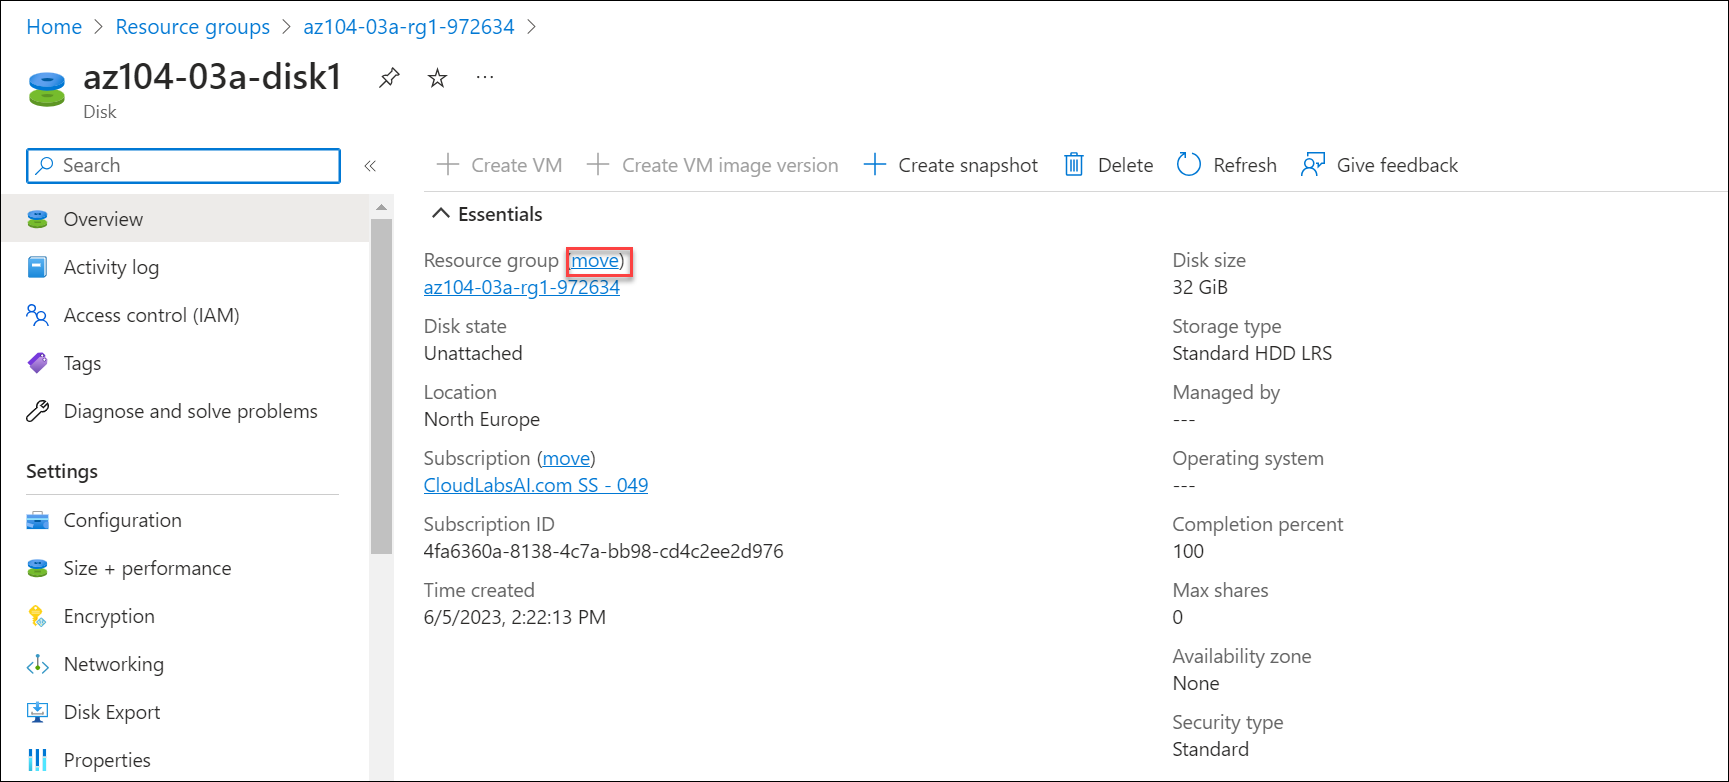 Home > Resource groups > az104-03a-rg1-972634 >
az104-03a-disk1
Disk
Search
«
Create VM
Create VM image version
Create snapshot
Delete
Refresh
Give feedback
Overview
Activity log
Access control (IAM)
Tags
Diagnose and solve problems
Settings
Configuration
Size + performance
Encryption
Networking
Disk Export
Properties
Essentials
Resource group (move)
az104-03a-rg1-972634
Disk state
Unattached
Location
North Europe
Subscription (move)
CloudLabsAI.com SS - 049
Subscription ID
4fa6360a-8138-4c7a-bb98-cd4c2ee2d976
Time created
6/5/2023, 2:22:13 PM
Disk size
32 GiB
Storage type
Standard HDD LRS
Managed by
---
Operating system
---
Completion percent
100
Max shares
0
Availability zone
None
Security type
Standard